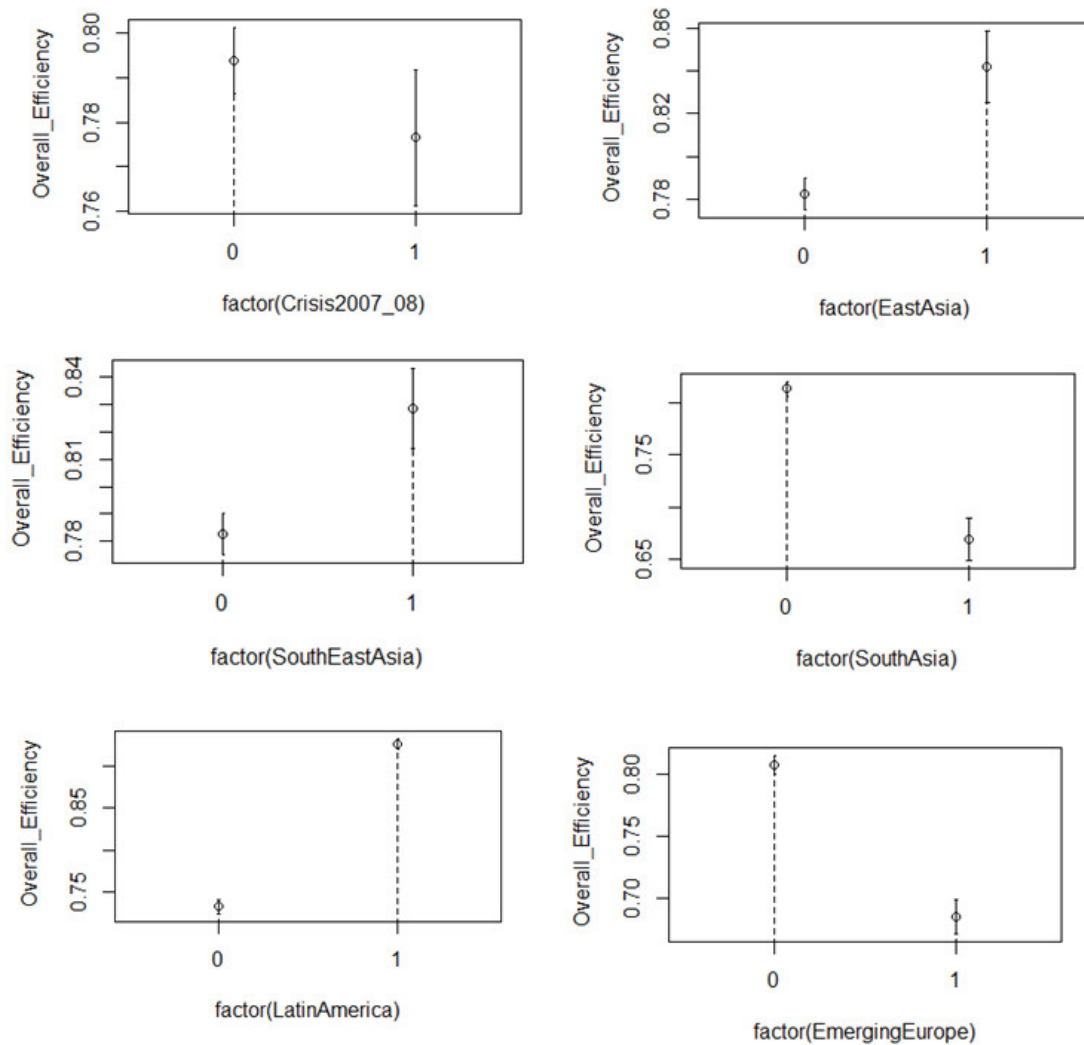 Overall_Efficiency
0.80
0.78
0.76
0 1
factor(Crisis2007_08)
Overall_Efficiency
0.86
0.82
0.78
0 1
factor(EastAsia)
Overall_Efficiency
0.84
0.81
0.78
0 1
factor(SouthEastAsia)
Overall_Efficiency
0.75
0.65
0 1
factor(SouthAsia)
Overall_Efficiency
0.85
0.75
0 1
factor(LatinAmerica)
Overall_Efficiency
0.80
0.75
0.70
0 1
factor(EmergingEurope)